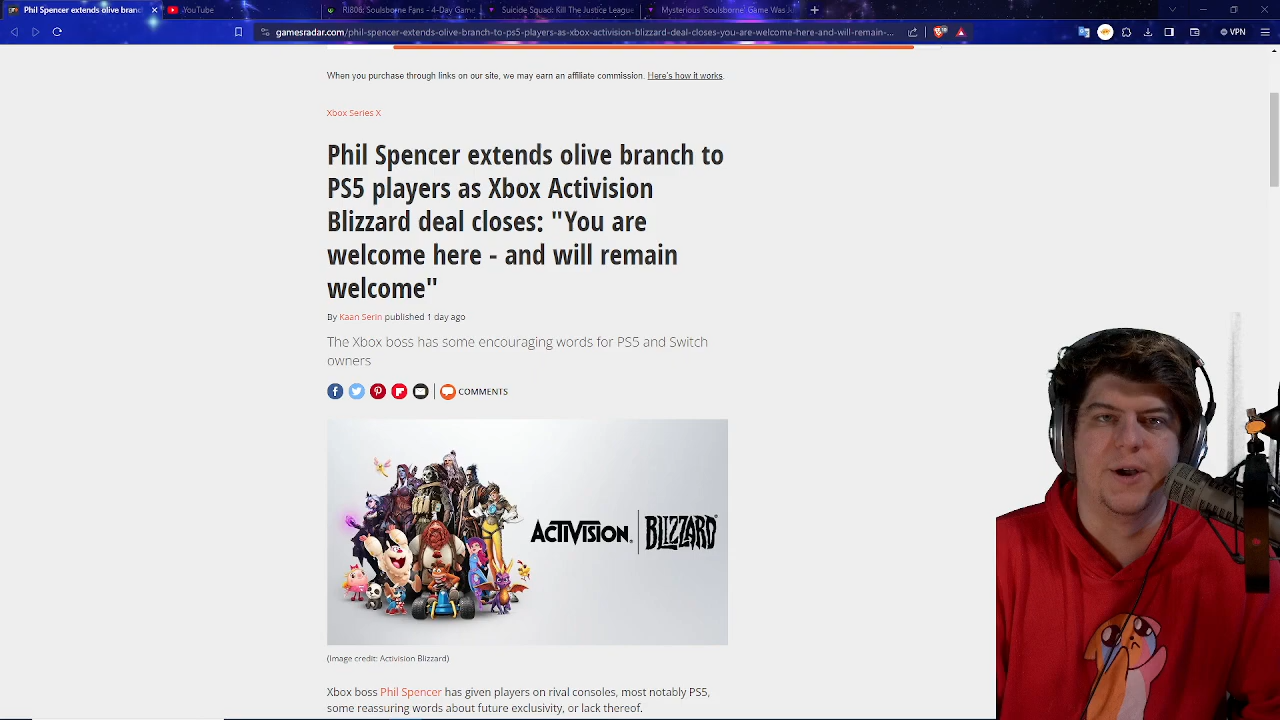 Phil Spencer extends olive branch
YouTube
Ri806: Soulsborne Fans - 4-Day Game
Suicide Squad: Kill The Justice League
Mysterious 'Soulsborne' Game Was J
gamesradar.com/phil-spencer-extends-olive-branch-to-ps5-players-as-xbox-activision-blizzard-deal-closes-you-are-welcome-here-and-will-remain-...
VPN
When you purchase through links on our site, we may earn an affiliate commission. Here's how it works.
Xbox Series X
Phil Spencer extends olive branch to
PS5 players as Xbox Activision
Blizzard deal closes: "You are
welcome here - and will remain
welcome"
By Kaan Serin published 1 day ago
The Xbox boss has some encouraging words for PS5 and Switch
owners
COMMENTS
ACTIVISION. BLIZZARD
(Image credit: Activision Blizzard)
Xbox boss Phil Spencer has given players on rival consoles, most notably PS5,
some reassuring words about future exclusivity, or lack thereof.